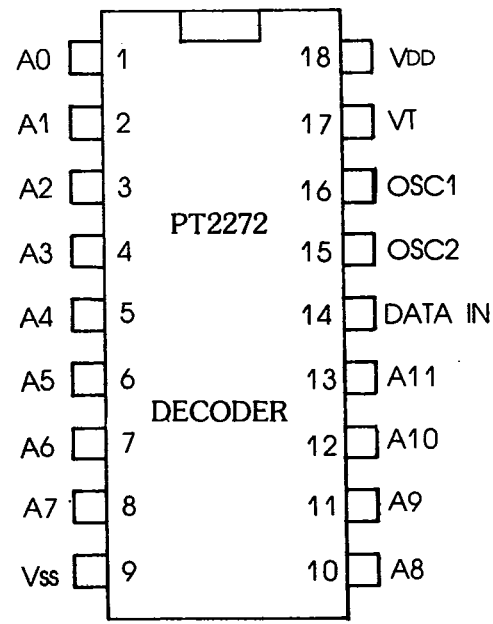 A0 1 18 VDD
A1 2 17 VT
A2 3 16 OSC1
PT2272
A3 4 15 OSC2
A4 5 14 DATA IN
A5 6 13 A11
DECODER
A6 7 12 A10
A7 8 11 A9
Vss 9 10 A8